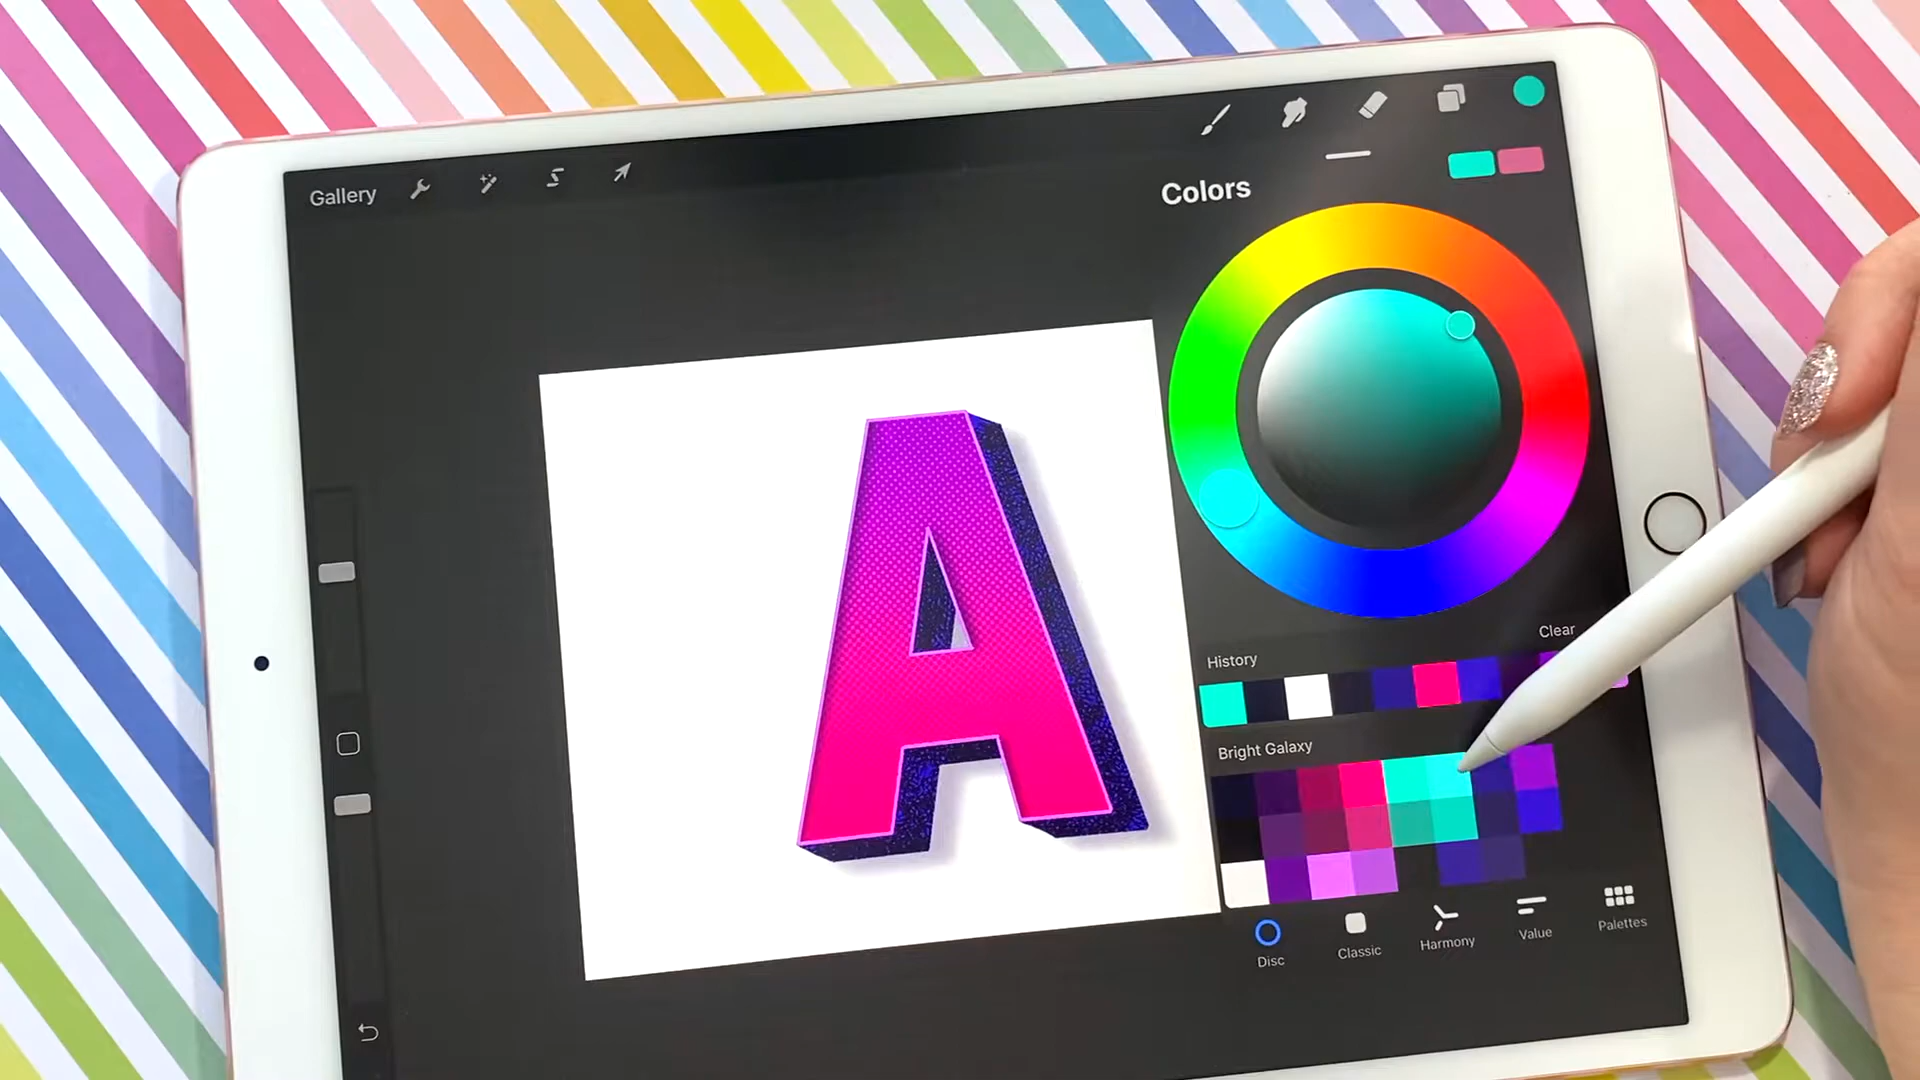 Gallery
Colors
A
Clear
History
Bright Galaxy
Disc
Classic
Harmony
Value
Palettes